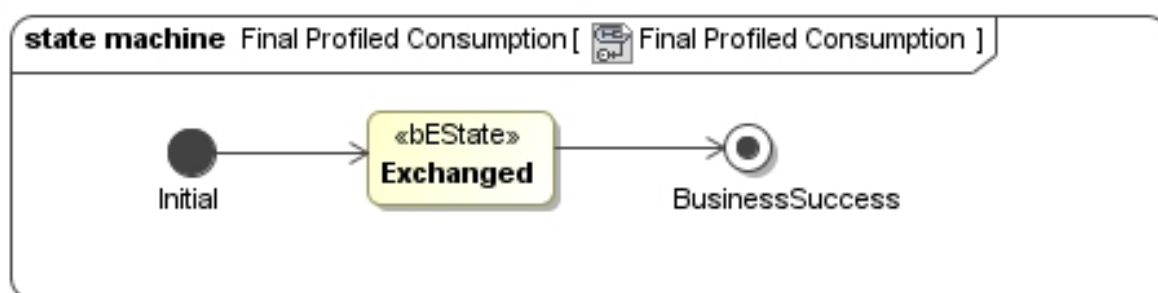 state machine Final Profiled Consumption [ Final Profiled Consumption ]
«bEState»
Exchanged
Initial
BusinessSuccess